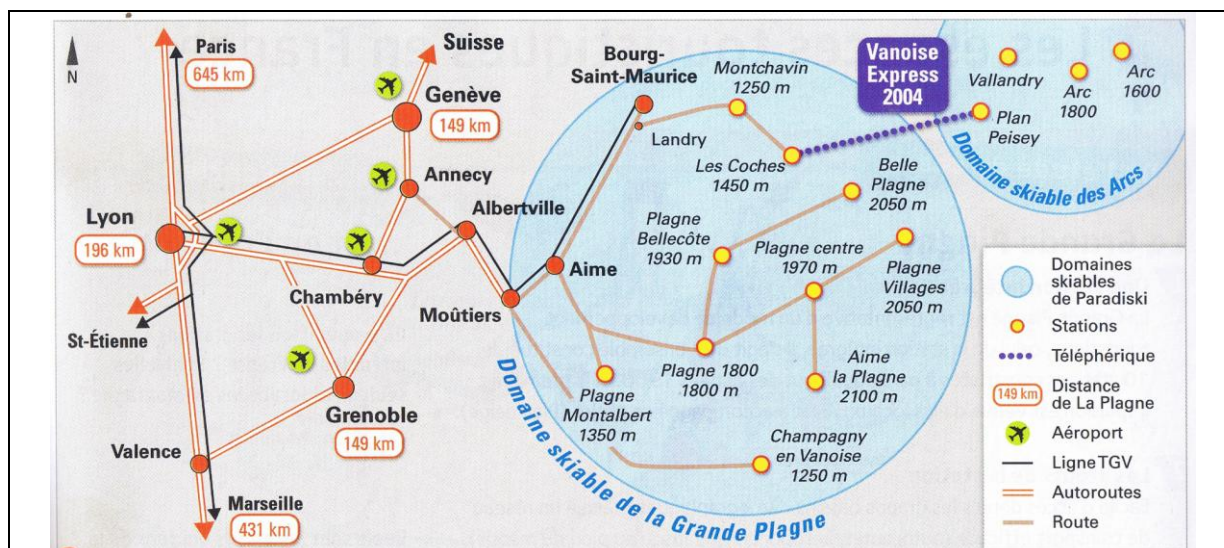 N
Paris
645 km
Suisse
Genève
149 km
Annecy
Lyon
196 km
Albertville
Chambéry
Moûtiers
Aime
St-Étienne
Grenoble
149 km
Valence
Marseille
431 km
Bourg-
Saint-Maurice
Landry
Montchavin
1250 m
Les Coches
1450 m
Vanoise
Express
2004
Vallandry
Arc
1800
Arc
1600
Plan
Peisey
Domaine skiable des Arcs
Belle
Plagne
2050 m
Plagne
Bellecôte
1930 m
Plagne centre
1970 m
Plagne
Villages
2050 m
Plagne 1800
1800 m
Aime
la Plagne
2100 m
Plagne
Montalbert
1350 m
Champagny
en Vanoise
1250 m
Domaine skiable de la Grande Plagne
Domaines
skiables
de Paradiski
Stations
Téléphérique
149 km
Distance
de La Plagne
Aéroport
Ligne TGV
Autoroutes
Route